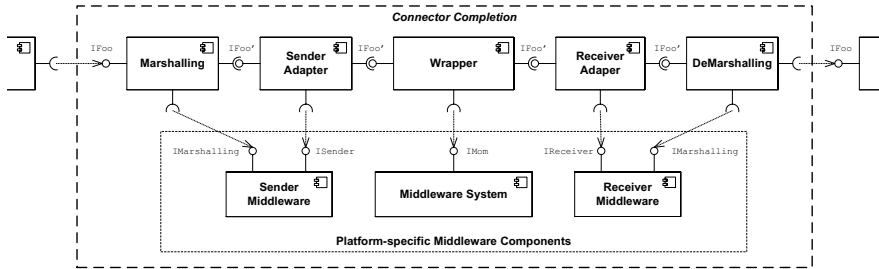 Connector Completion
IFoo
Marshalling
IFoo'
Sender
Adapter
IFoo'
Wrapper
IFoo'
Receiver
Adaper
IFoo'
DeMarshalling
IFoo
IMarshalling
ISender
IMom
IReceiver
IMarshalling
Sender
Middleware
Middleware System
Receiver
Middleware
Platform-specific Middleware Components